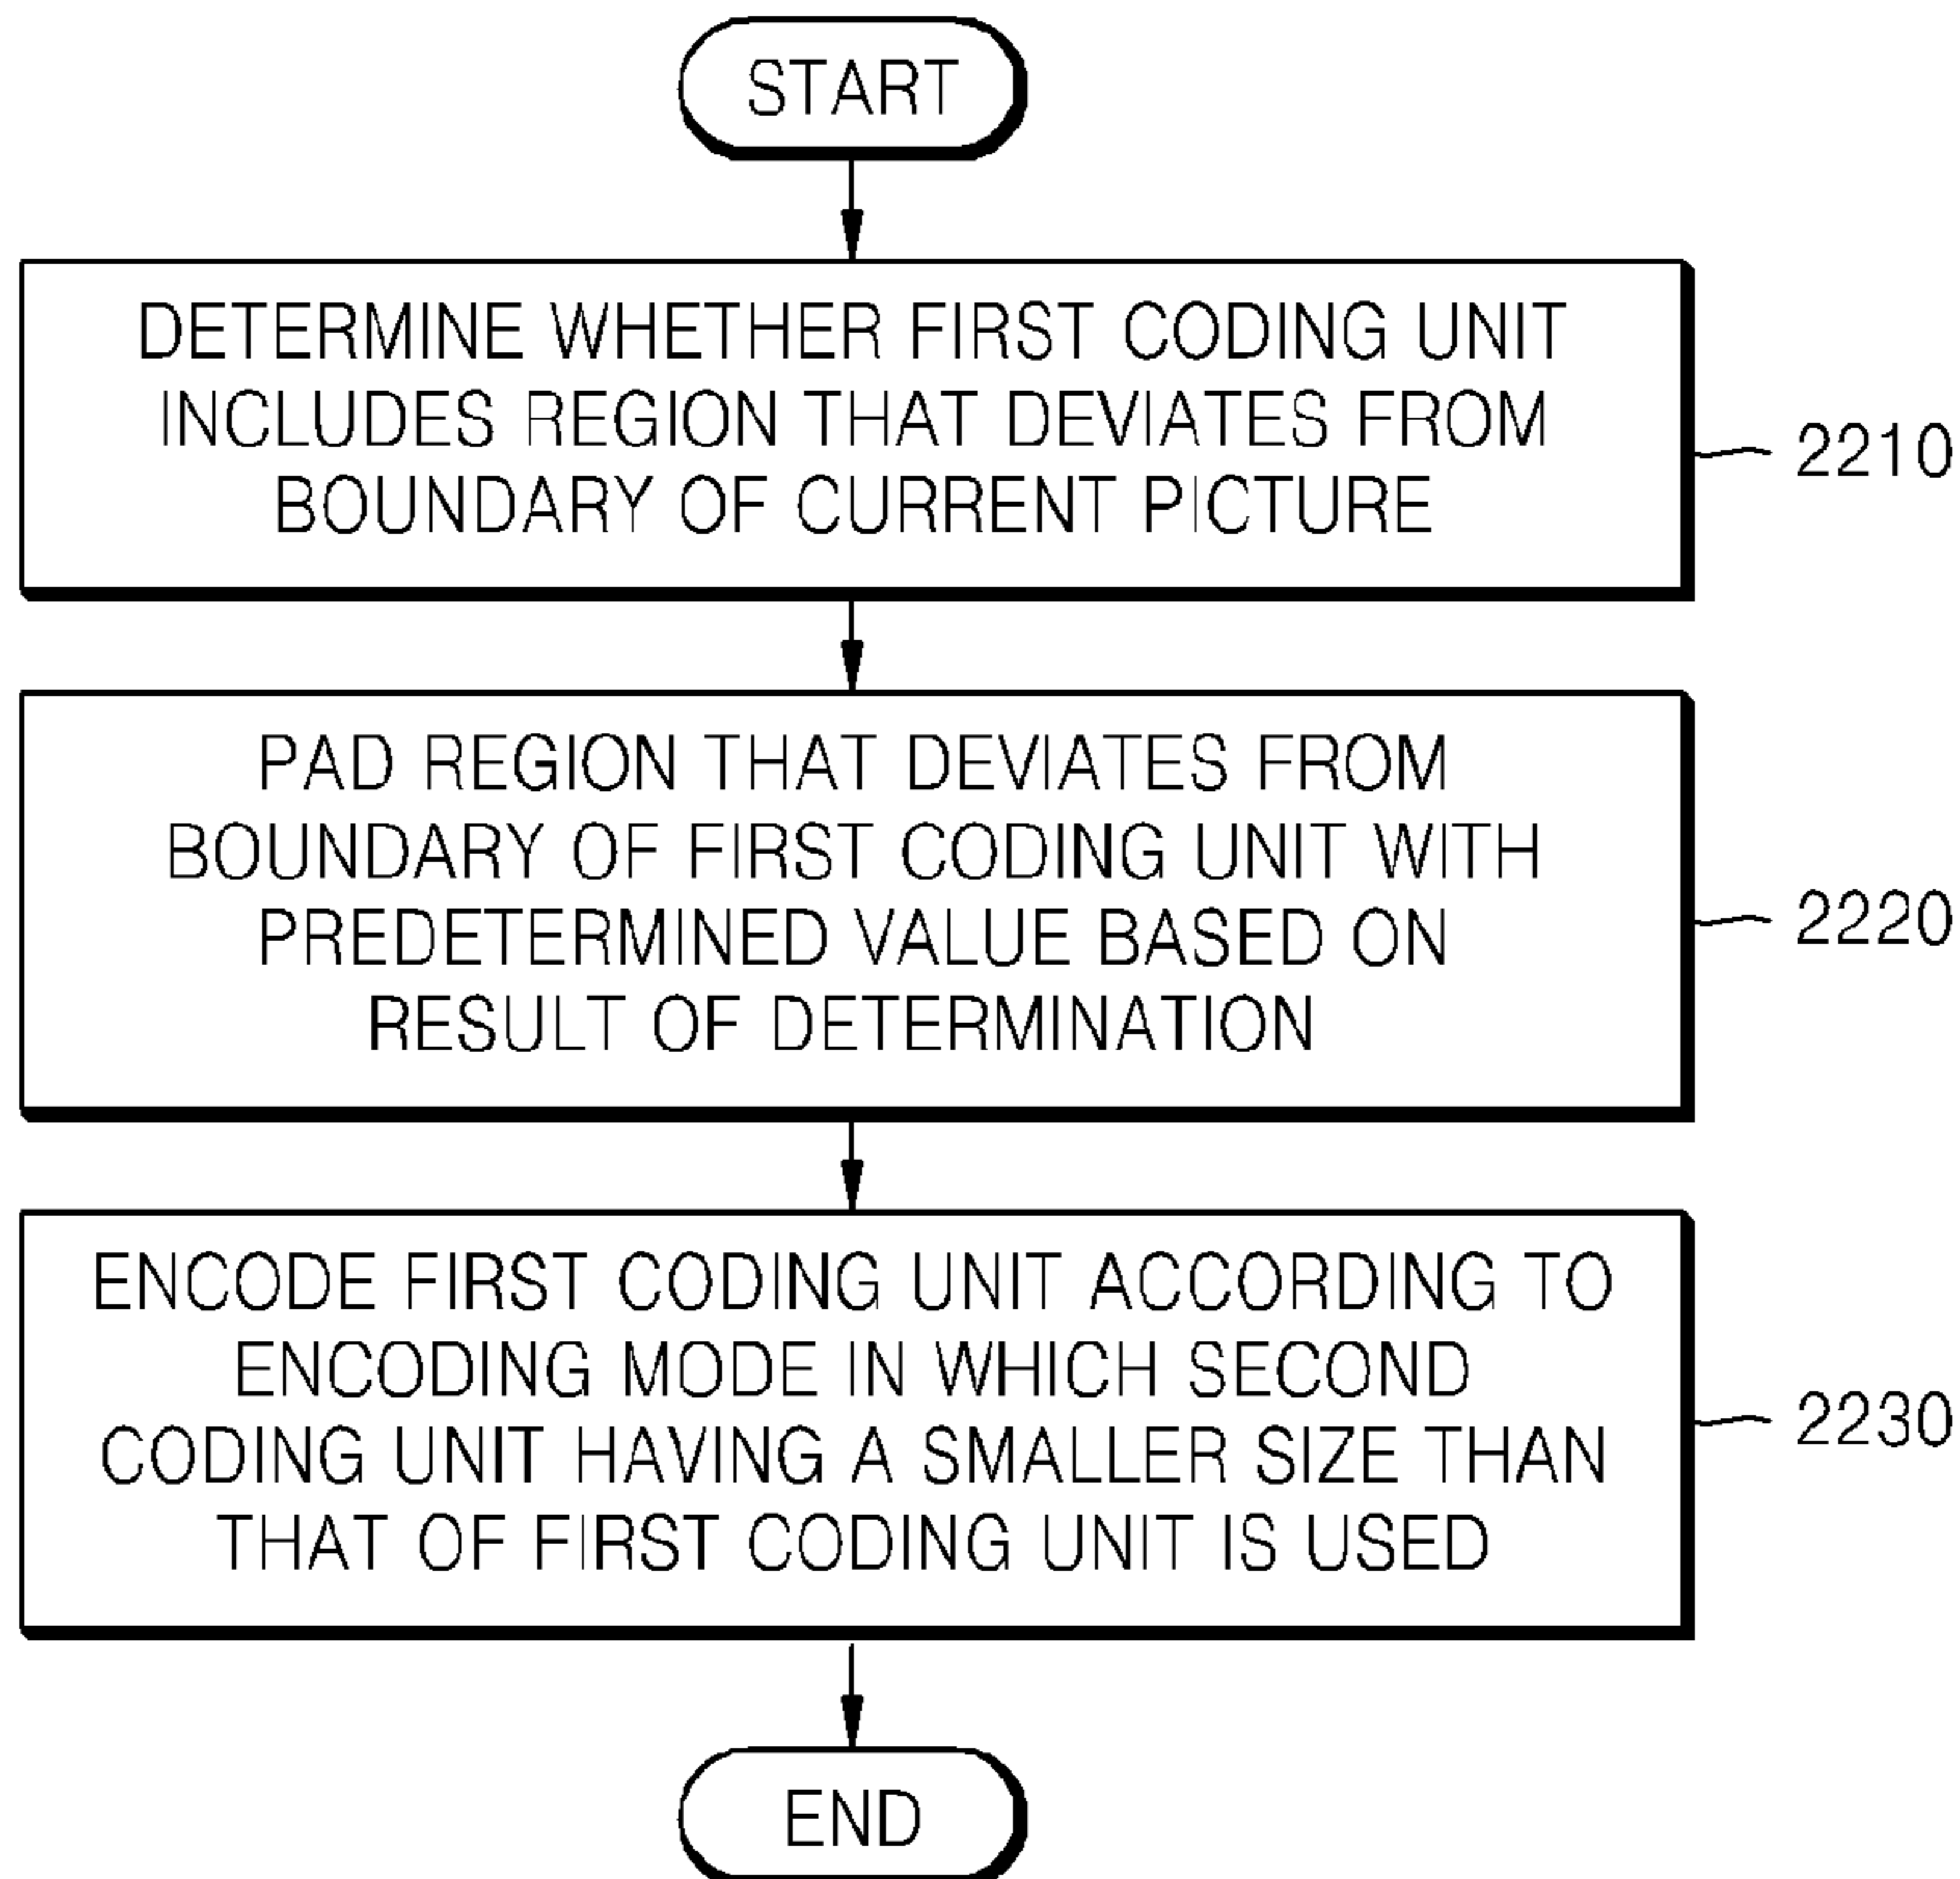 START
DETERMINE WHETHER FIRST CODING UNIT
INCLUDES REGION THAT DEVIATES FROM
BOUNDARY OF CURRENT PICTURE
2210
PAD REGION THAT DEVIATES FROM
BOUNDARY OF FIRST CODING UNIT WITH
PREDETERMINED VALUE BASED ON
RESULT OF DETERMINATION
2220
ENCODE FIRST CODING UNIT ACCORDING TO
ENCODING MODE IN WHICH SECOND
CODING UNIT HAVING A SMALLER SIZE THAN
THAT OF FIRST CODING UNIT IS USED
2230
END